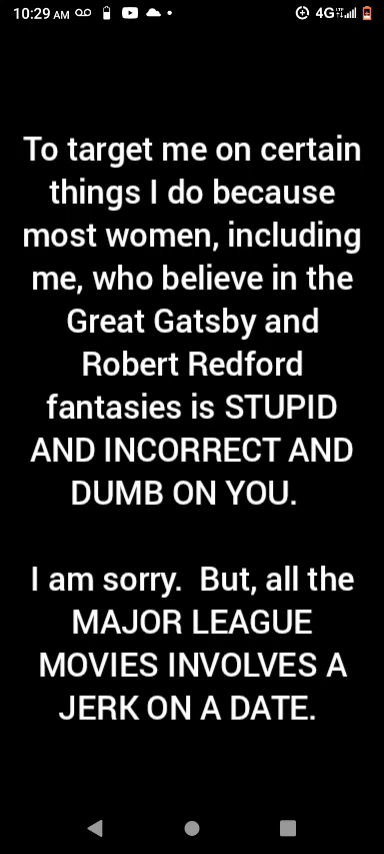 10:29 AM
4G LTE
To target me on certain
things I do because
most women, including
me, who believe in the
Great Gatsby and
Robert Redford
fantasies is STUPID
AND INCORRECT AND
DUMB ON YOU.
I am sorry.  But, all the
MAJOR LEAGUE
MOVIES INVOLVES A
JERK ON A DATE.